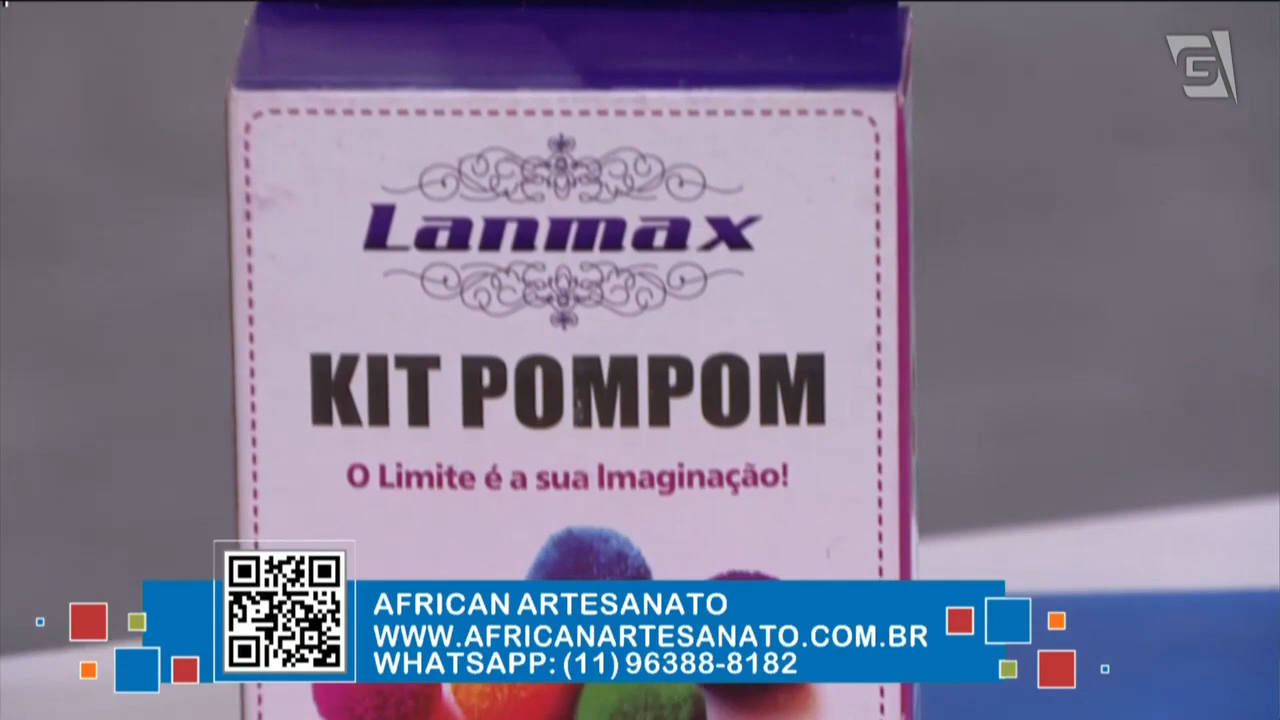 Lanmax
KIT POMPOM
O Limite é a sua Imaginação!
AFRICAN ARTESANATO
WWW.AFRICANARTESANATO.COM.BR
WHATSAPP: (11) 96388-8182